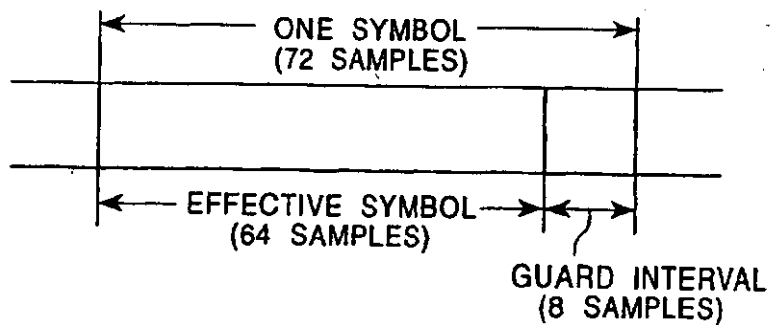 ONE SYMBOL
(72 SAMPLES)
EFFECTIVE SYMBOL
(64 SAMPLES)
GUARD INTERVAL
(8 SAMPLES)